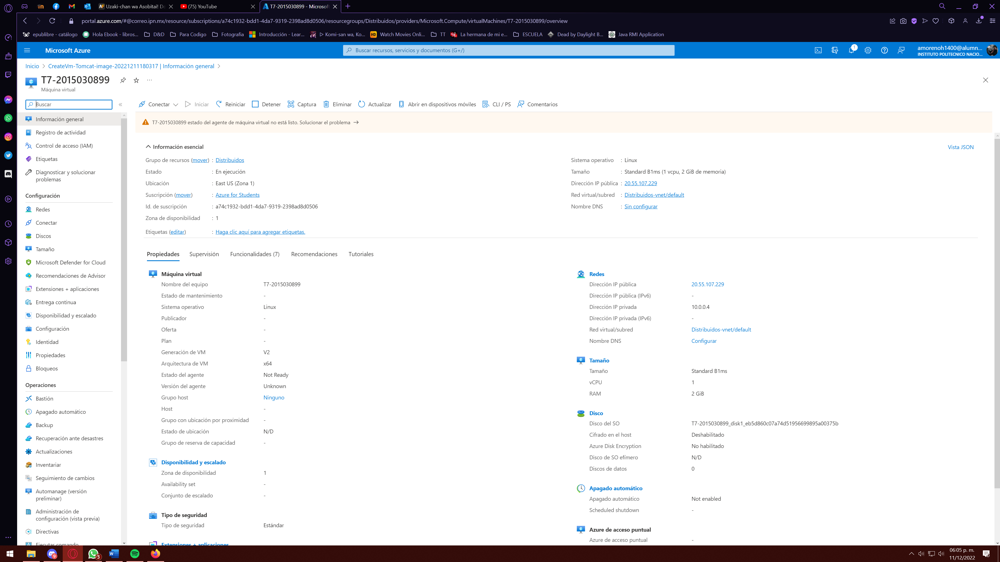 Uzaki-chan wa Asobitai! Do
(75) YouTube
T7-2015030899 - Microsoft
portal.azure.com/#@correo.ipn.mx/resource/subscriptions/a74c1932-bdd1-4da7-9319-2398ad8d0506/resourcegroups/Distribuidos/providers/Microsoft.Compute/virtualMachines/T7-2015030899/overview
epublibre - catálogo
Hola Ebook - libros...
D&D
Para Codigo
Fotografia
Introducción - Lear...
▷ Komi-san wa, Ko...
HD
Watch Movies Onli...
TT
La hermana de mi e...
ESCUELA
Dead by Daylight B...
Java RMI Application
Microsoft Azure
Buscar recursos, servicios y documentos (G+/)
1
amorenoh1400@alumn...
INSTITUTO POLITECNICO NACIO...
Inicio > CreateVm-Tomcat-image-20221211180317 | Información general >
T7-2015030899
...
Máquina virtual
Buscar
«
Conectar
Iniciar
Reiniciar
Detener
Captura
Eliminar
Actualizar
Abrir en dispositivos móviles
CLI / PS
Comentarios
Información general
Registro de actividad
Control de acceso (IAM)
Etiquetas
Diagnosticar y solucionar
problemas
Configuración
Redes
Conectar
Discos
Tamaño
Microsoft Defender for Cloud
Recomendaciones de Advisor
Extensiones + aplicaciones
Entrega continua
Disponibilidad y escalado
Configuración
Identidad
Propiedades
Bloqueos
Operaciones
Bastión
Apagado automático
Backup
Recuperación ante desastres
Actualizaciones
Inventariar
Seguimiento de cambios
Automanage (versión
preliminar)
Administración de
configuración (vista previa)
Directivas
Ejecutar comando
T7-2015030899 estado del agente de máquina virtual no está listo. Solucionar el problema →
Información esencial
Vista JSON
Grupo de recursos (mover) : Distribuidos
Estado : En ejecución
Ubicación : East US (Zona 1)
Suscripción (mover) : Azure for Students
Id. de suscripción : a74c1932-bdd1-4da7-9319-2398ad8d0506
Zona de disponibilidad : 1
Etiquetas (editar) : Haga clic aquí para agregar etiquetas.
Sistema operativo : Linux
Tamaño : Standard B1ms (1 vcpu, 2 GiB de memoria)
Dirección IP pública : 20.55.107.229
Red virtual/subred : Distribuidos-vnet/default
Nombre DNS : Sin configurar
Propiedades
Supervisión
Funcionalidades (7)
Recomendaciones
Tutoriales
Máquina virtual
Nombre del equipo T7-2015030899
Estado de mantenimiento -
Sistema operativo Linux
Publicador -
Oferta -
Plan -
Generación de VM V2
Arquitectura de VM x64
Estado del agente Not Ready
Versión del agente Unknown
Grupo host Ninguno
Host -
Grupo con ubicación por proximidad -
Estado de ubicación N/D
Grupo de reserva de capacidad -
Disponibilidad y escalado
Zona de disponibilidad 1
Availability set -
Conjunto de escalado -
Tipo de seguridad
Tipo de seguridad Estándar
Extensiones + aplicaciones
Redes
Dirección IP pública 20.55.107.229
Dirección IP pública (IPv6) -
Dirección IP privada 10.0.0.4
Dirección IP privada (IPv6) -
Red virtual/subred Distribuidos-vnet/default
Nombre DNS Configurar
Tamaño
Tamaño Standard B1ms
vCPU 1
RAM 2 GiB
Disco
Disco del SO T7-2015030899_disk1_eb5d860c07a74d51956699895a00375b
Cifrado en el host Deshabilitado
Azure Disk Encryption No habilitado
Disco de SO efímero N/D
Discos de datos 0
Apagado automático
Apagado automático Not enabled
Scheduled shutdown -
Azure de acceso puntual
Azure de acceso puntual -
9
3
06:05 p. m.
11/12/2022